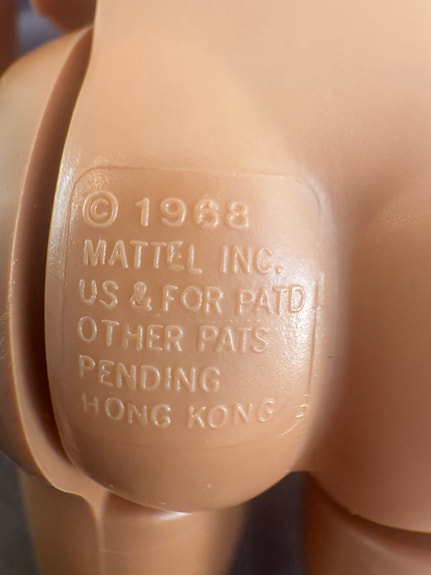 © 1968
MATTEL INC.
US & FOR PATD
OTHER PATS
PENDING
HONG KONG